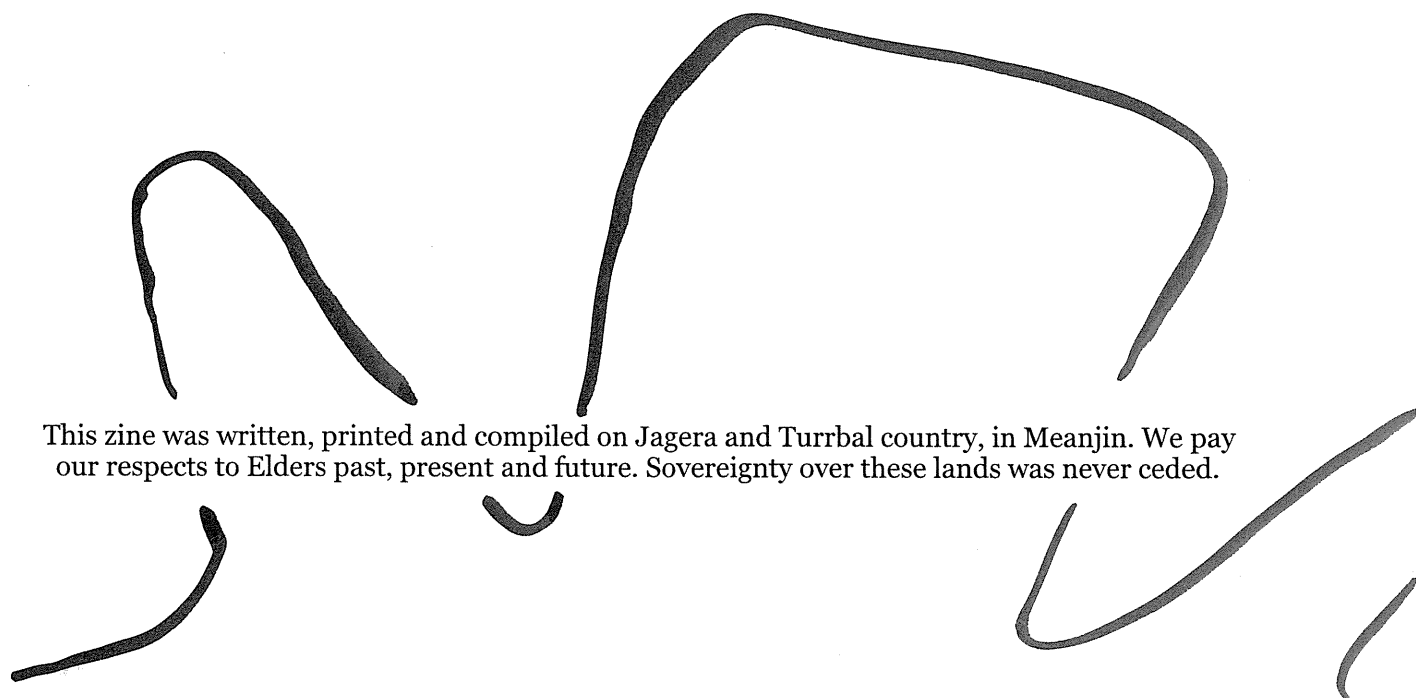 This zine was written, printed and compiled on Jagera and Turrbal country, in Meanjin. We pay
our respects to Elders past, present and future. Sovereignty over these lands was never ceded.